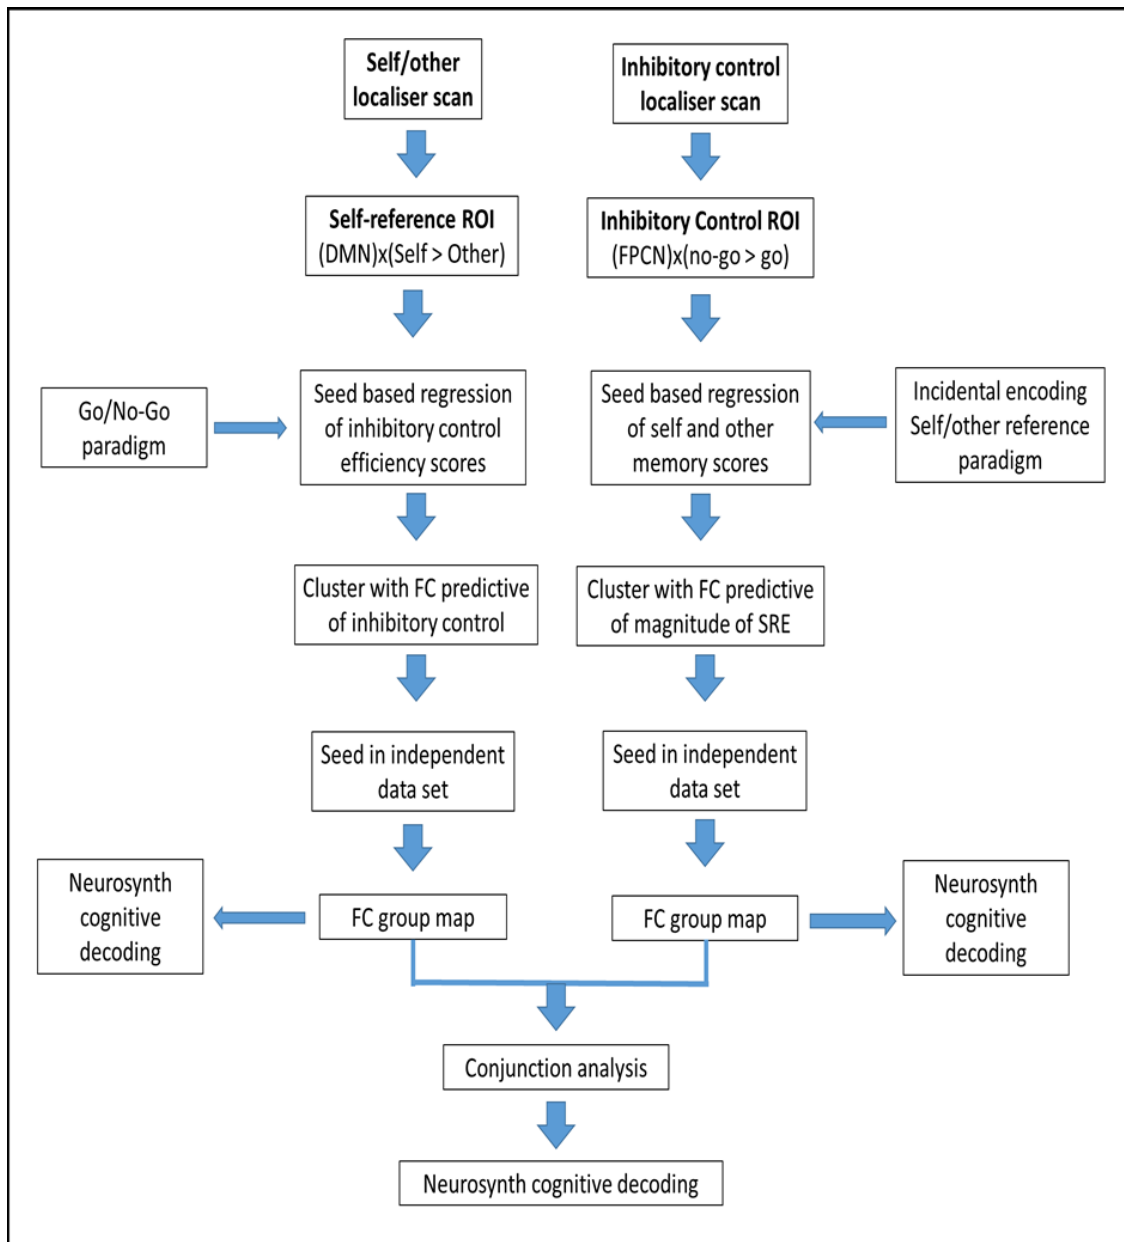 Self/other
localiser scan
Inhibitory control
localiser scan
Self-reference ROI
(DMN)x(Self > Other)
Inhibitory Control ROI
(FPCN)x(no-go > go)
Go/No-Go
paradigm
Seed based regression
of inhibitory control
efficiency scores
Seed based regression
of self and other
memory scores
Incidental encoding
Self/other reference
paradigm
Cluster with FC predictive
of inhibitory control
Cluster with FC predictive
of magnitude of SRE
Seed in independent
data set
Seed in independent
data set
Neurosynth
cognitive
decoding
FC group map
FC group map
Neurosynth
cognitive
decoding
Conjunction analysis
Neurosynth cognitive decoding